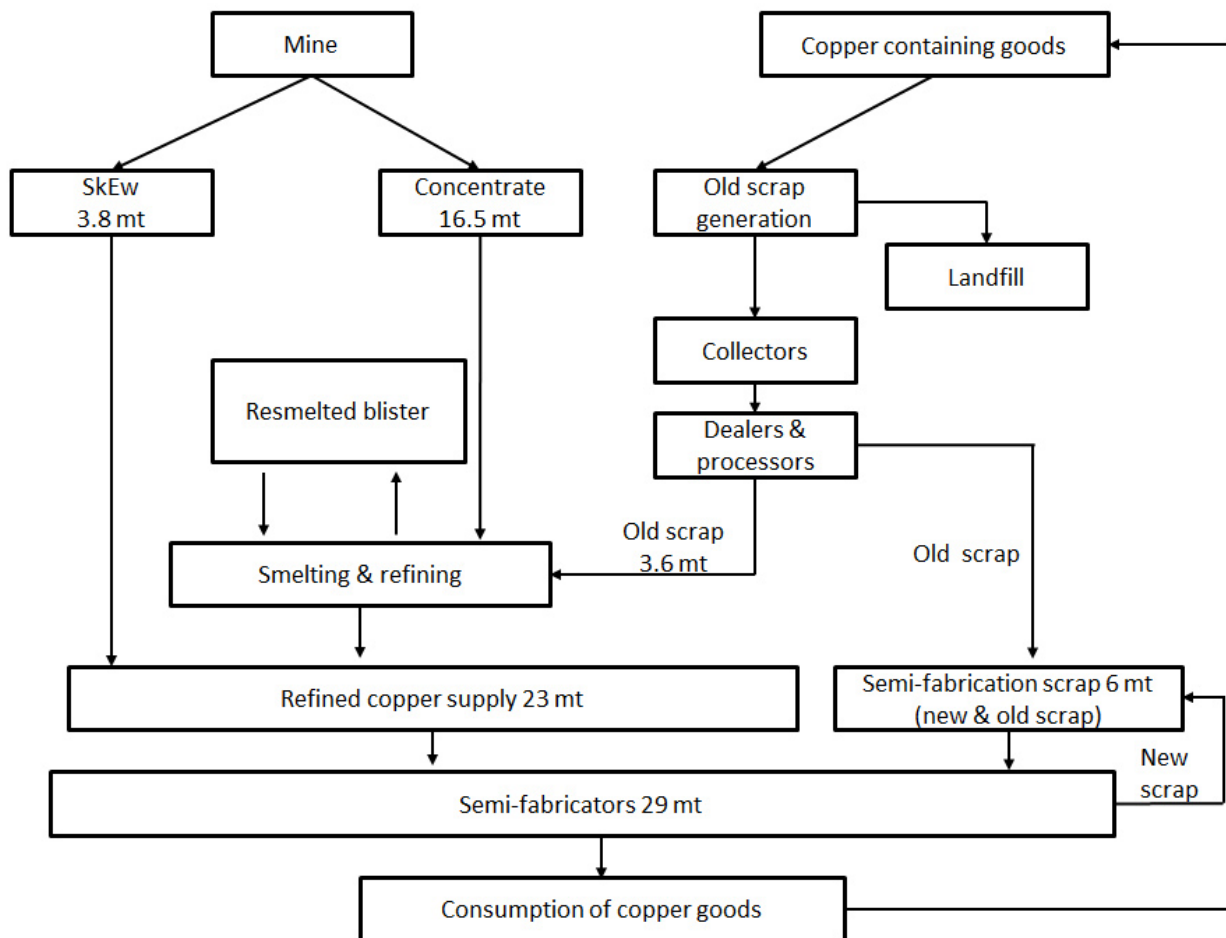 Mine
Copper containing goods
SkEw
3.8 mt
Concentrate
16.5 mt
Old scrap
generation
Landfill
Collectors
Resmelted blister
Dealers &
processors
Old scrap
3.6 mt
Old scrap
Smelting & refining
Refined copper supply 23 mt
Semi-fabrication scrap 6 mt
(new & old scrap)
New
scrap
Semi-fabricators 29 mt
Consumption of copper goods